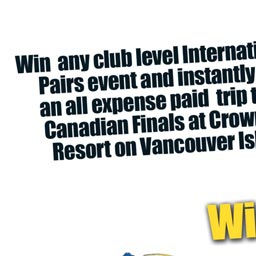 Win any club level Internati
Pairs event and instantly
an all expense paid trip t
Canadian Finals at Crow
Resort on Vancouver Is
Wi